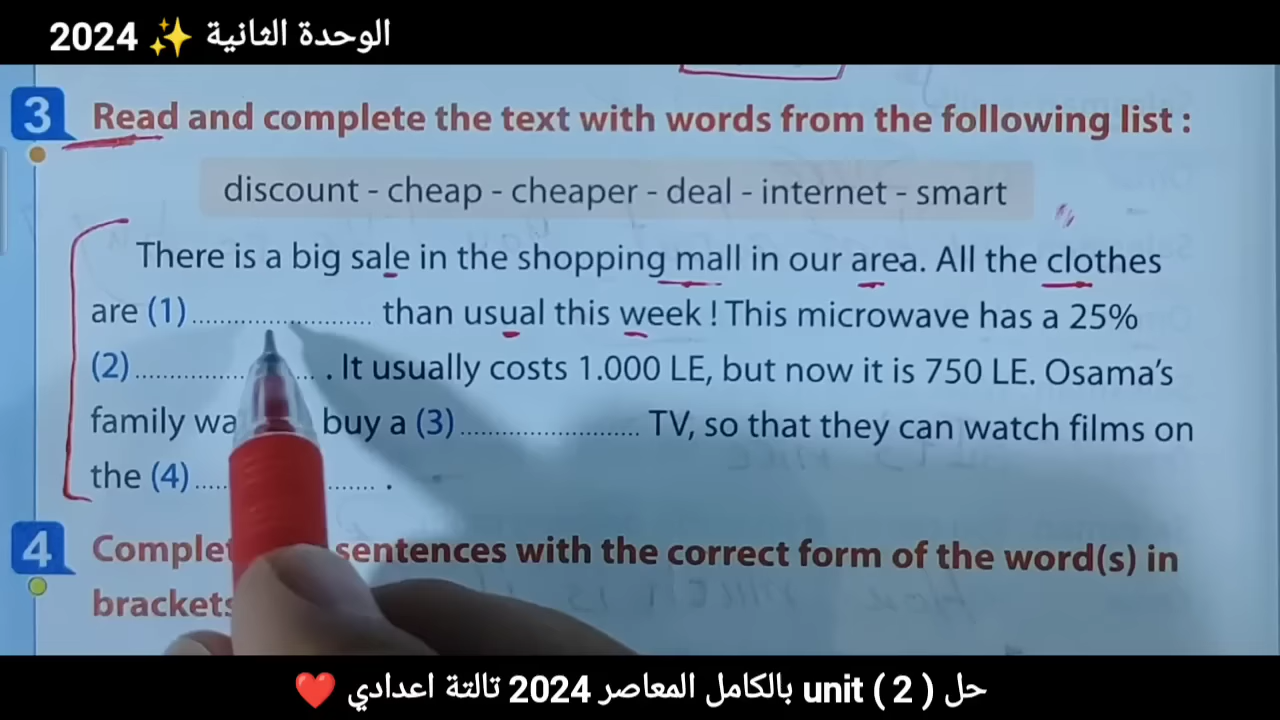 الوحدة الثانية ✨ 2024
3 Read and complete the text with words from the following list :
discount - cheap - cheaper - deal - internet - smart
There is a big sale in the shopping mall in our area. All the clothes
are (1)........................ than usual this week ! This microwave has a 25%
(2)........................ . It usually costs 1.000 LE, but now it is 750 LE. Osama's
family wa buy a (3)........................ TV, so that they can watch films on
the (4)........................ .
4 Complet sentences with the correct form of the word(s) in
brackets
حل unit ( 2 ) بالكامل المعاصر 2024 تالتة اعدادي ❤️